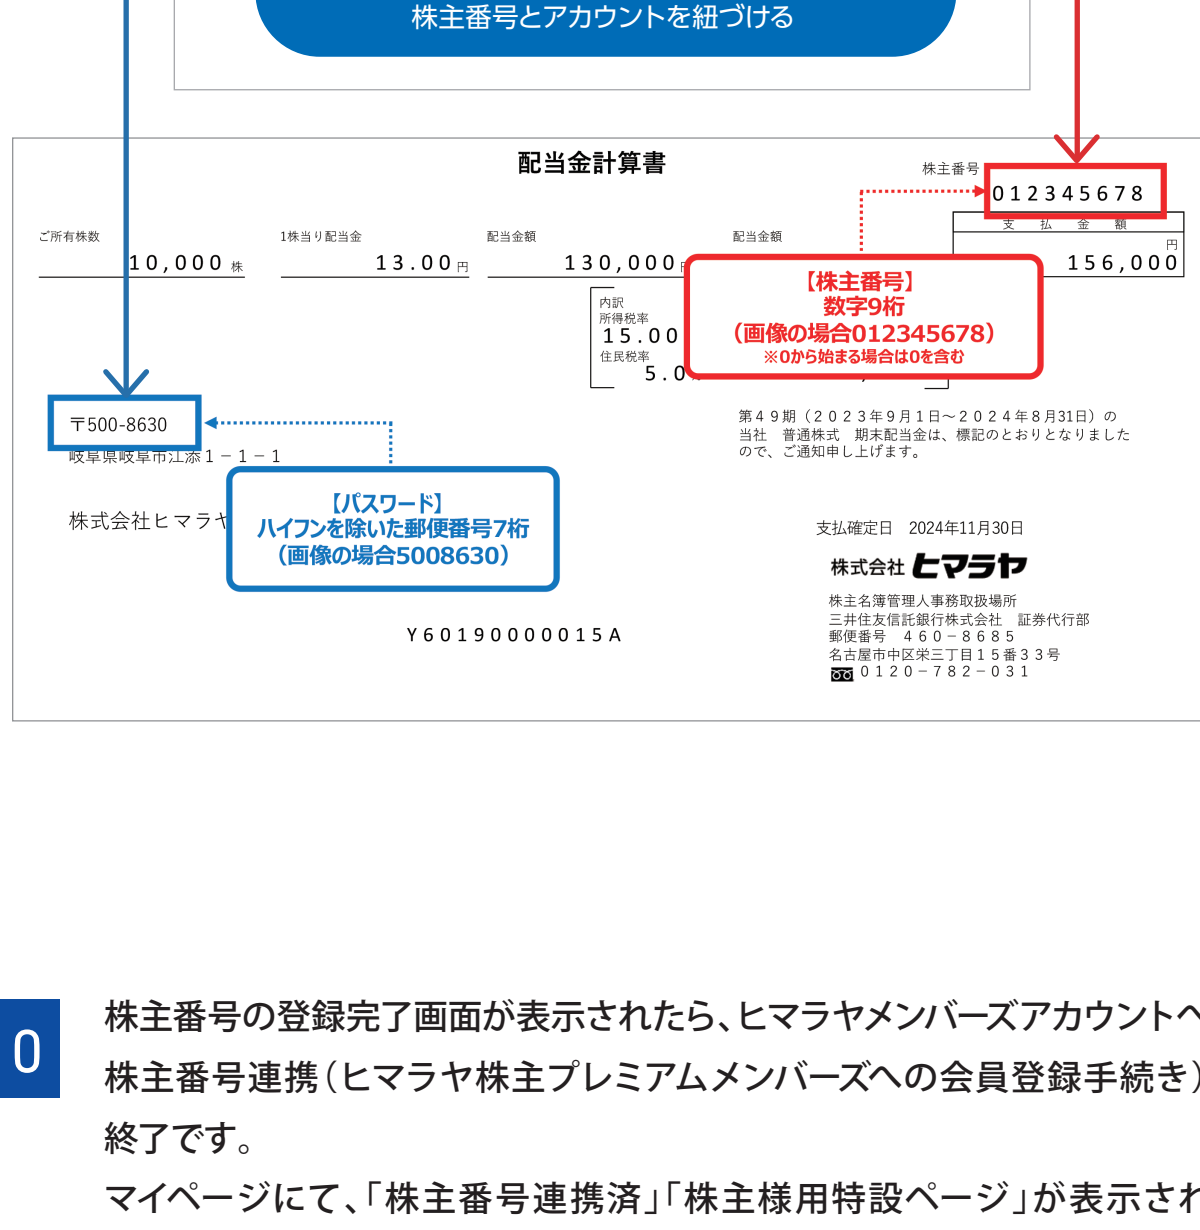 株主番号とアカウントを紐づける
配当金計算書
株主番号
012345678
支 払 金 額
円
156,000
ご所有株数
10,000 株
1株当り配当金
13.00 円
配当金額
130,000
配当金額
内訳
所得税率
15.00
住民税率
5.0
【株主番号】
数字9桁
（画像の場合012345678）
※0から始まる場合は0を含む
〒500-8630
岐阜県岐阜市江添１－１－１
株式会社ヒマラヤ
【パスワード】
ハイフンを除いた郵便番号7桁
（画像の場合5008630）
第４９期（２０２３年９月１日～２０２４年８月31日）の
当社　普通株式　期末配当金は、標記のとおりとなりました
ので、ご通知申し上げます。
支払確定日　2024年11月30日
株式会社 ヒマラヤ
株主名簿管理人事務取扱場所
三井住友信託銀行株式会社　証券代行部
郵便番号　４６０－８６８５
名古屋市中区栄三丁目１５番３３号
０１２０－７８２－０３１
Y60190000015A
0
株主番号の登録完了画面が表示されたら、ヒマラヤメンバーズアカウントへ
株主番号連携（ヒマラヤ株主プレミアムメンバーズへの会員登録手続き）
終了です。
マイページにて、「株主番号連携済」「株主様用特設ページ」が表示され